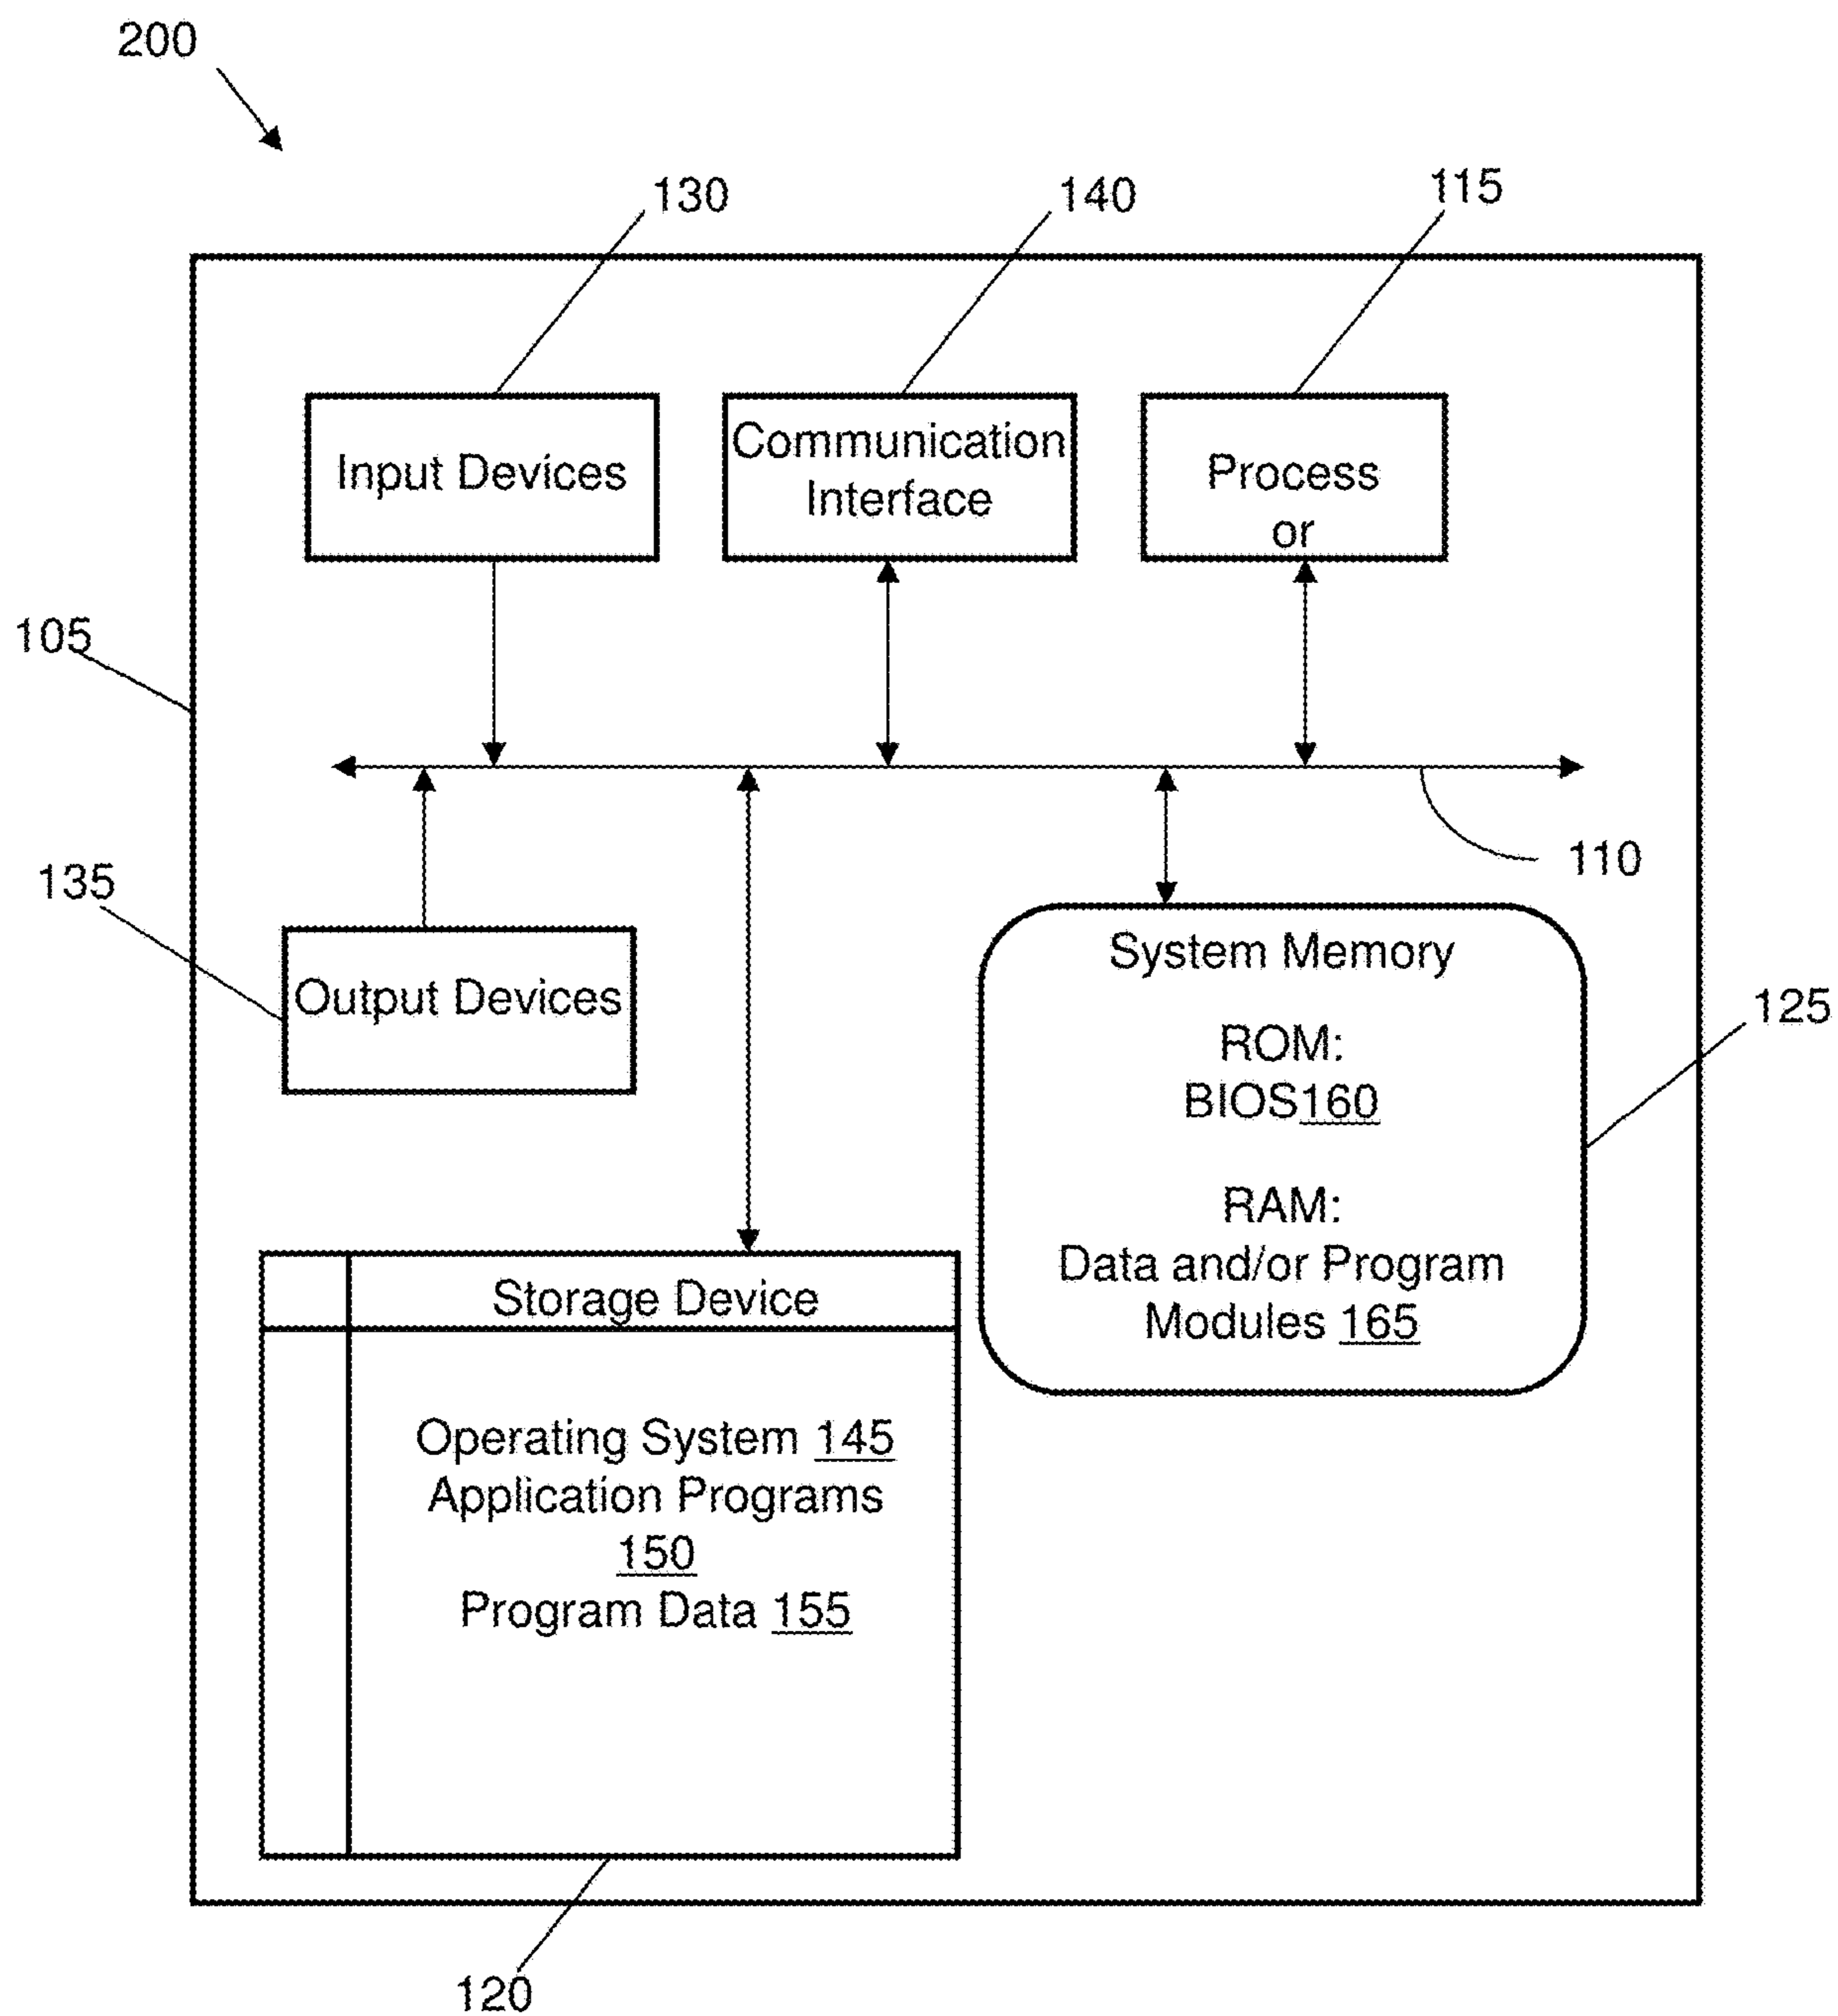 200
130
140
115
Input Devices
Communication
Interface
Process
or
105
110
135
Output Devices
System Memory
ROM:
BIOS160
RAM:
Data and/or Program
Modules 165
125
Storage Device
Operating System 145
Application Programs
150
Program Data 155
120